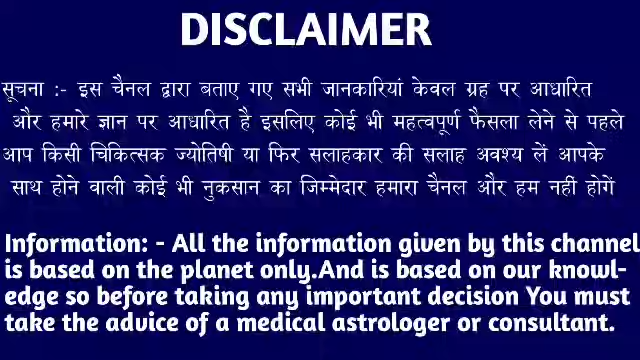 DISCLAIMER
सूचना :- इस चैनल द्वारा बताए गए सभी जानकारियां केवल ग्रह पर आधारित
और हमारे ज्ञान पर आधारित है इसलिए कोई भी महत्वपूर्ण फैसला लेने से पहले
आप किसी चिकित्सक ज्योतिषी या फिर सलाहकार की सलाह अवश्य लें आपके
साथ होने वाली कोई भी नुकसान का जिम्मेदार हमारा चैनल और हम नहीं होगें
Information: - All the information given by this channel
is based on the planet only.And is based on our knowl-
edge so before taking any important decision You must
take the advice of a medical astrologer or consultant.